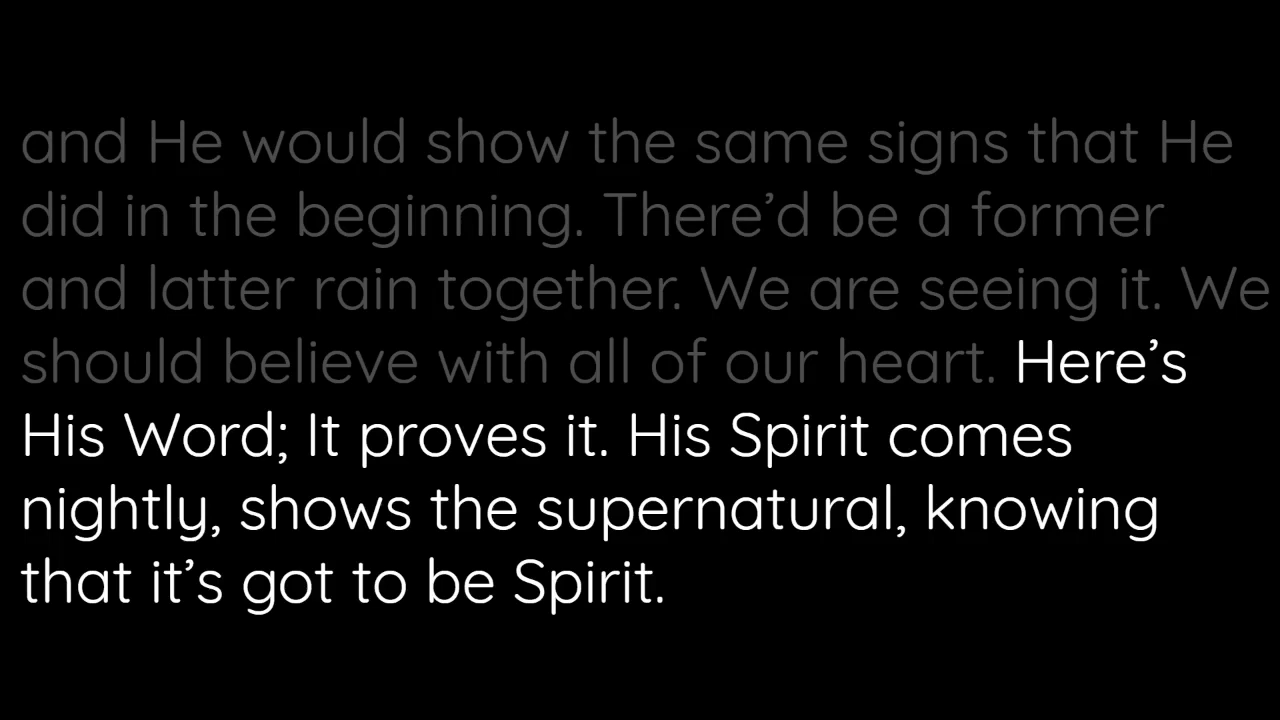 and He would show the same signs that He
did in the beginning. There’d be a former
and latter rain together. We are seeing it. We
should believe with all of our heart. Here’s
His Word; It proves it. His Spirit comes
nightly, shows the supernatural, knowing
that it’s got to be Spirit.